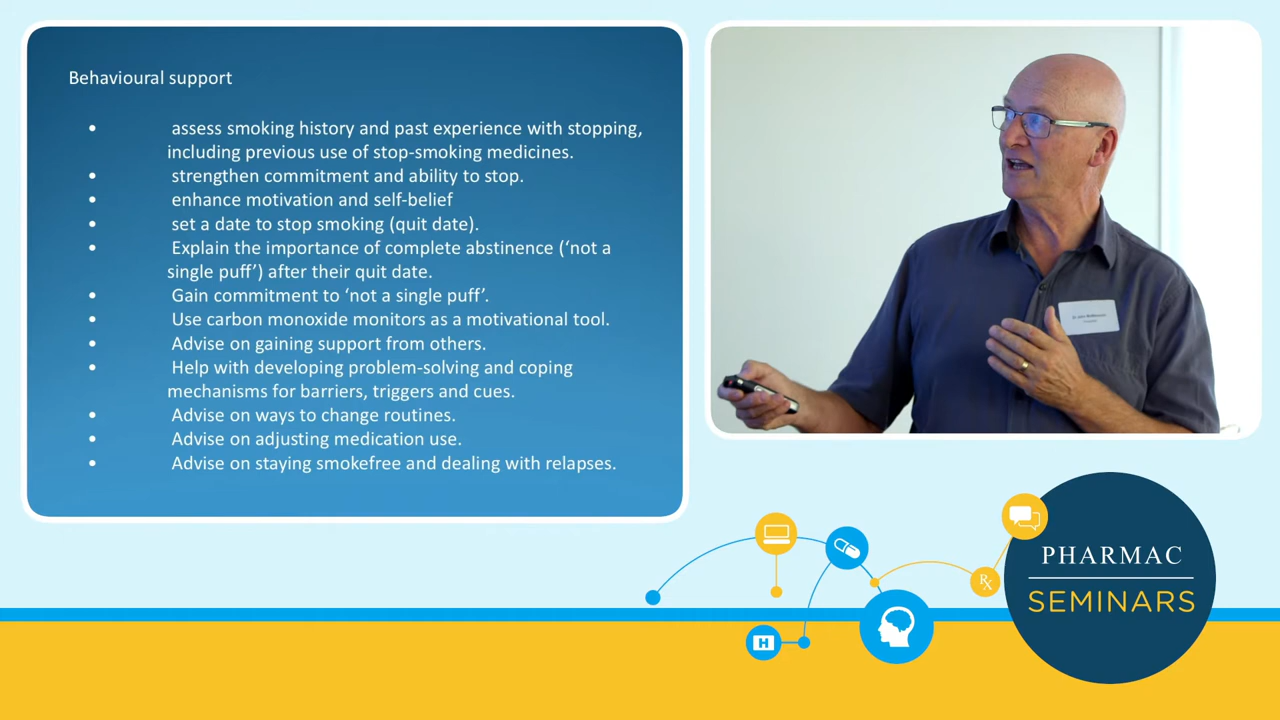 Behavioural support
• assess smoking history and past experience with stopping,
including previous use of stop-smoking medicines.
• strengthen commitment and ability to stop.
• enhance motivation and self-belief
• set a date to stop smoking (quit date).
• Explain the importance of complete abstinence (‘not a
single puff’) after their quit date.
• Gain commitment to ‘not a single puff’.
• Use carbon monoxide monitors as a motivational tool.
• Advise on gaining support from others.
• Help with developing problem-solving and coping
mechanisms for barriers, triggers and cues.
• Advise on ways to change routines.
• Advise on adjusting medication use.
• Advise on staying smokefree and dealing with relapses.
PHARMAC
SEMINARS
Rx
H